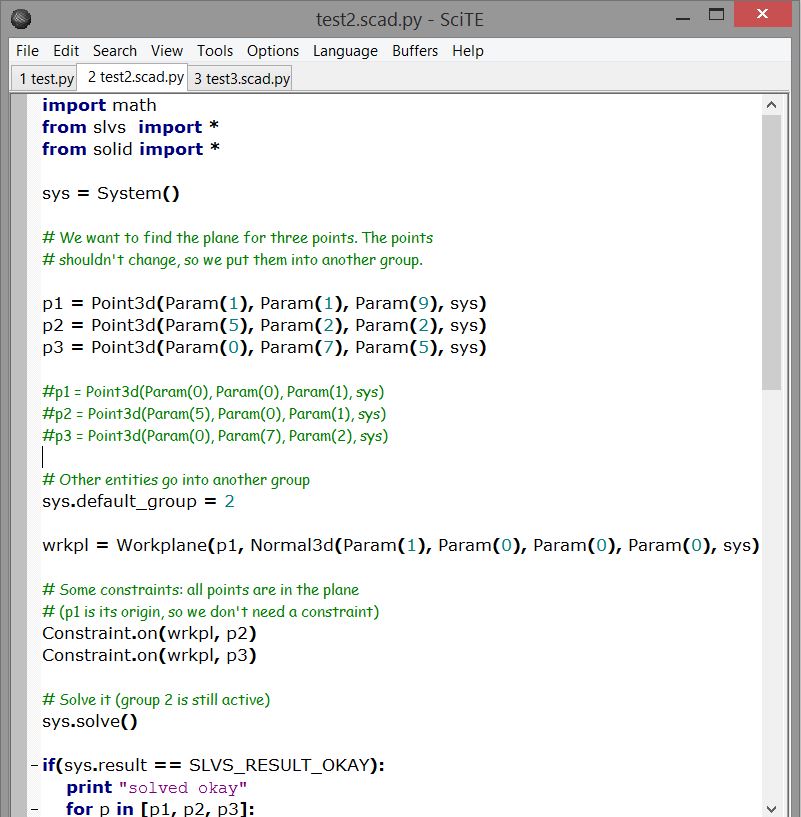 test2.scad.py - SciTE
File Edit Search View Tools Options Language Buffers Help
1 test.py 2 test2.scad.py 3 test3.scad.py
import math
from slvs  import *
from solid import *
sys = System()
# We want to find the plane for three points. The points
# shouldn't change, so we put them into another group.
p1 = Point3d(Param(1), Param(1), Param(9), sys)
p2 = Point3d(Param(5), Param(2), Param(2), sys)
p3 = Point3d(Param(0), Param(7), Param(5), sys)
#p1 = Point3d(Param(0), Param(0), Param(1), sys)
#p2 = Point3d(Param(5), Param(0), Param(1), sys)
#p3 = Point3d(Param(0), Param(7), Param(2), sys)
# Other entities go into another group
sys.default_group = 2
wrkpl = Workplane(p1, Normal3d(Param(1), Param(0), Param(0), Param(0), sys)
# Some constraints: all points are in the plane
# (p1 is its origin, so we don't need a constraint)
Constraint.on(wrkpl, p2)
Constraint.on(wrkpl, p3)
# Solve it (group 2 is still active)
sys.solve()
if(sys.result == SLVS_RESULT_OKAY):
print "solved okay"
for p in [p1, p2, p3]: